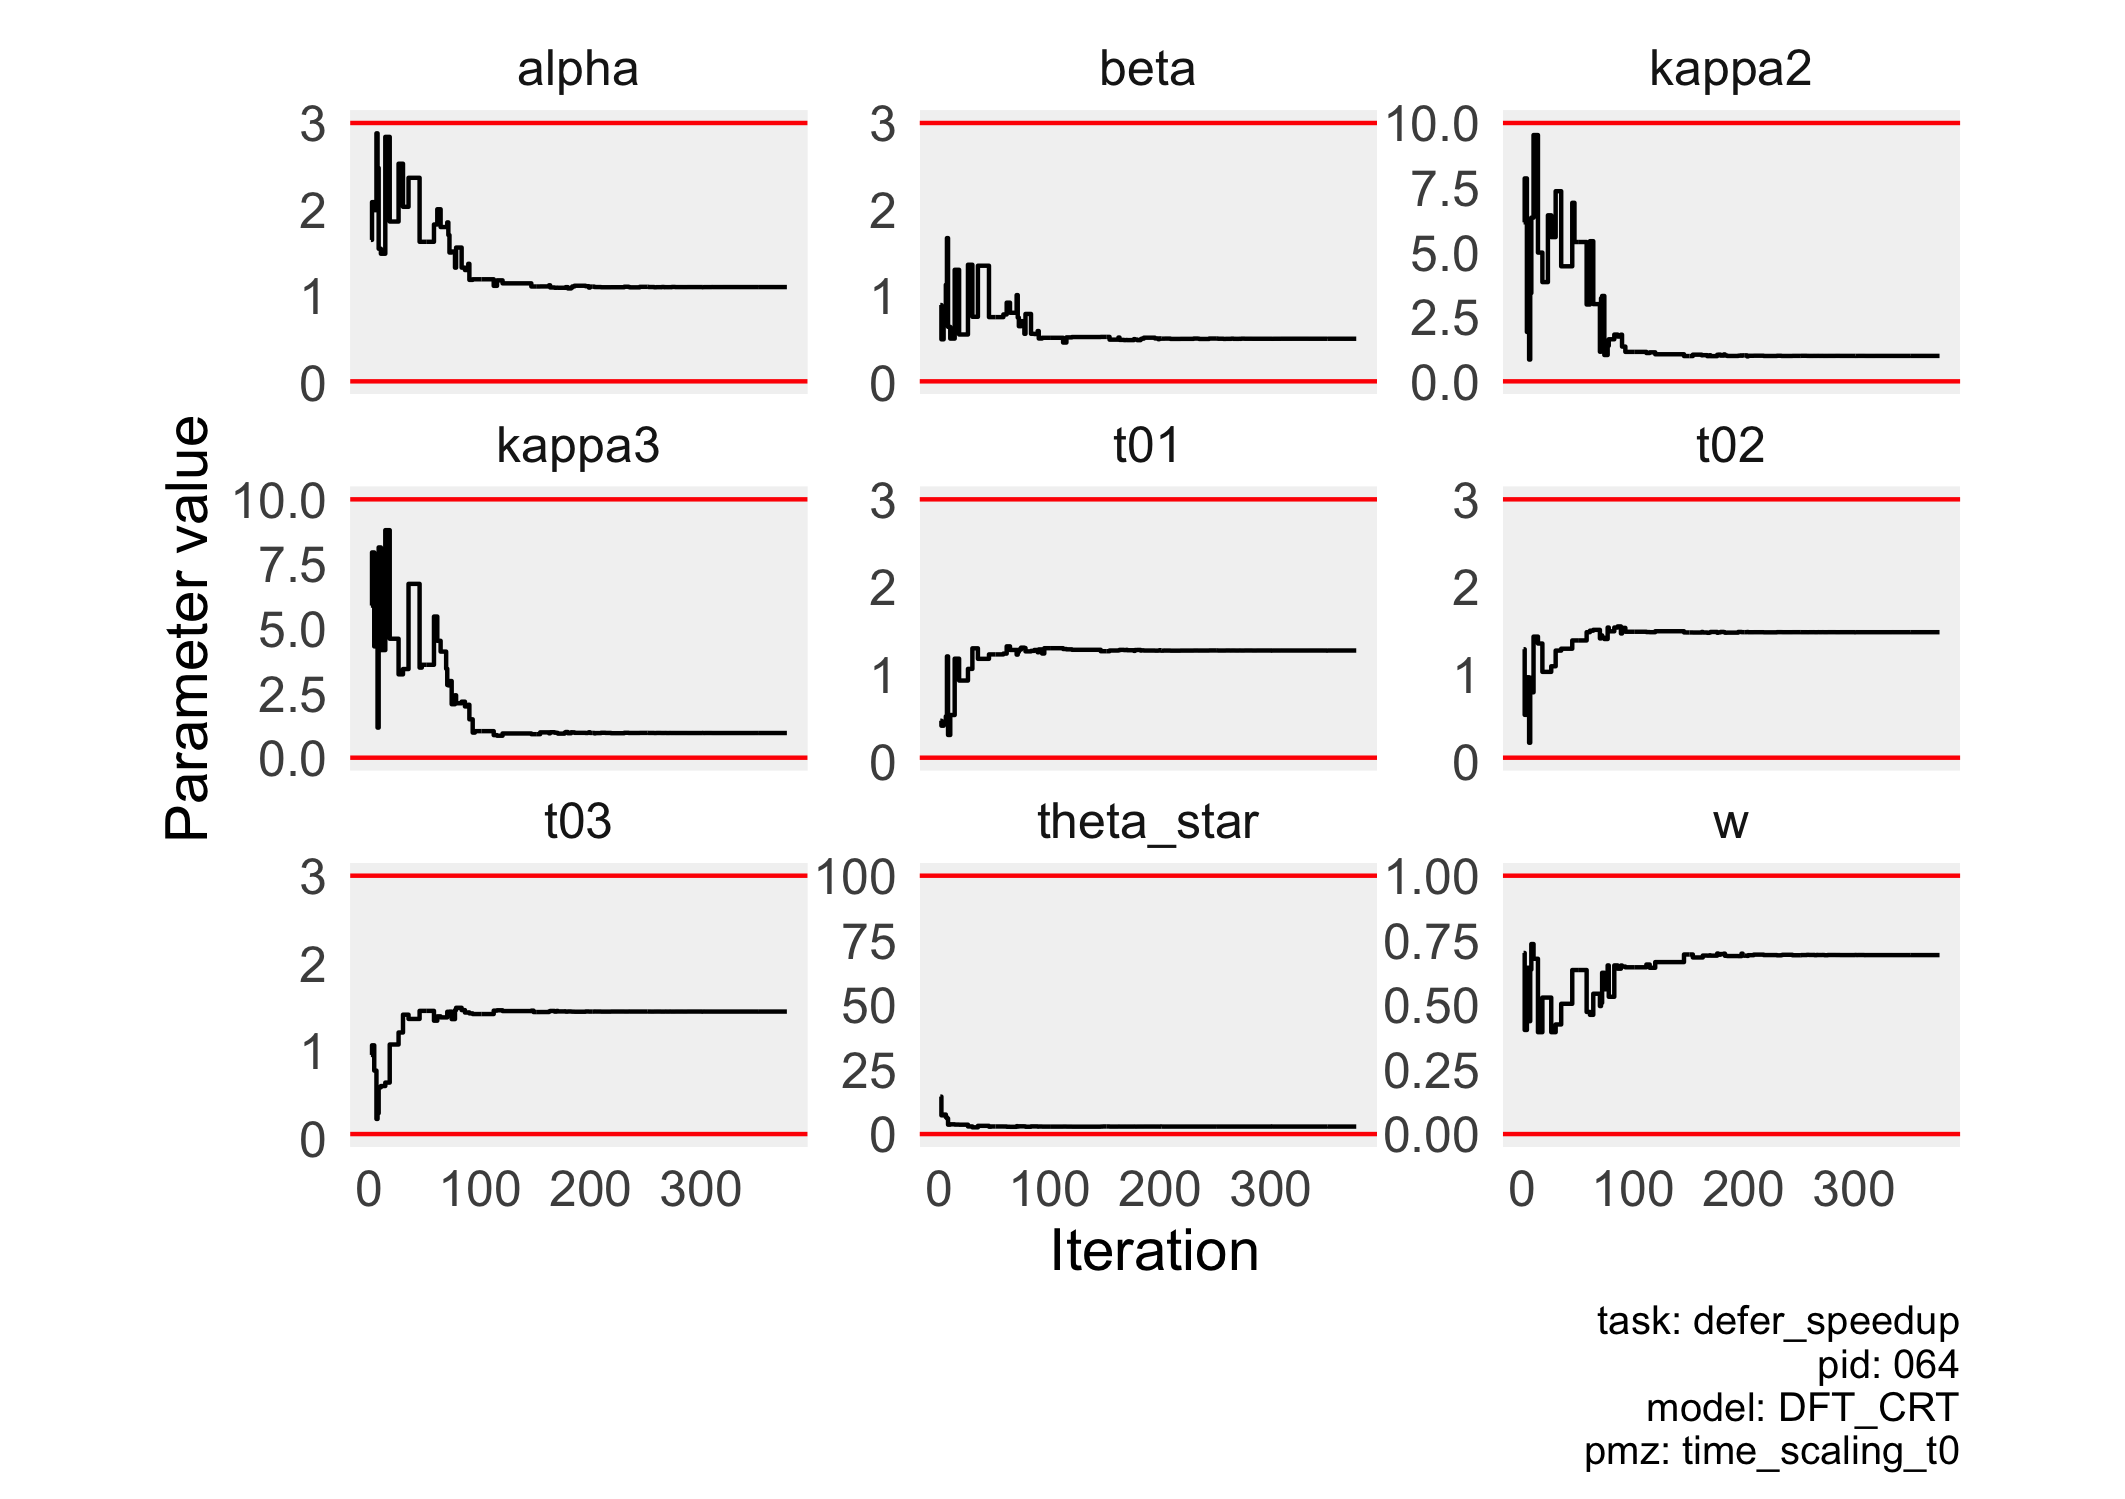 alpha
beta
kappa2
3
2
1
0
3
2
1
0
10.0
7.5
5.0
2.5
0.0
kappa3
t01
t02
10.0
7.5
5.0
2.5
0.0
3
2
1
0
3
2
1
0
t03
theta_star
w
3
2
1
0
100
75
50
25
0
1.00
0.75
0.50
0.25
0.00
0 100 200 300
0 100 200 300
0 100 200 300
Parameter value
Iteration
task: defer_speedup
pid: 064
model: DFT_CRT
pmz: time_scaling_t0